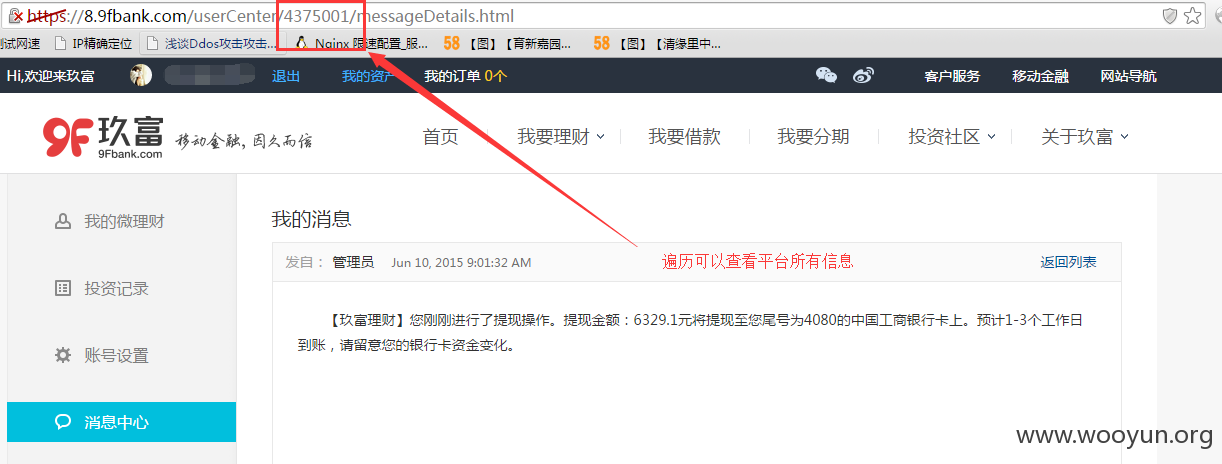 https://8.9fbank.com/userCenter/4375001/messageDetails.html
测试网速 IP精确定位 浅谈Ddos攻击攻击... Nginx 限速配置_服... 58 【图】【育新嘉园... 58 【图】【清缘里中...
Hi,欢迎来玖富 退出 我的资产 我的订单 0个 客户服务 移动金融 网站导航
9F 玖富 9Fbank.com 移动金融,因久而信 首页 我要理财 我要借款 我要分期 投资社区 关于玖富
我的微理财
投资记录
账号设置
消息中心
我的消息
发自: 管理员 Jun 10, 2015 9:01:32 AM 遍历可以查看平台所有信息 返回列表
【玖富理财】您刚刚进行了提现操作。提现金额:6329.1元将提现至您尾号为4080的中国工商银行卡上。预计1-3个工作日
到账,请留意您的银行卡资金变化。
www.wooyun.org